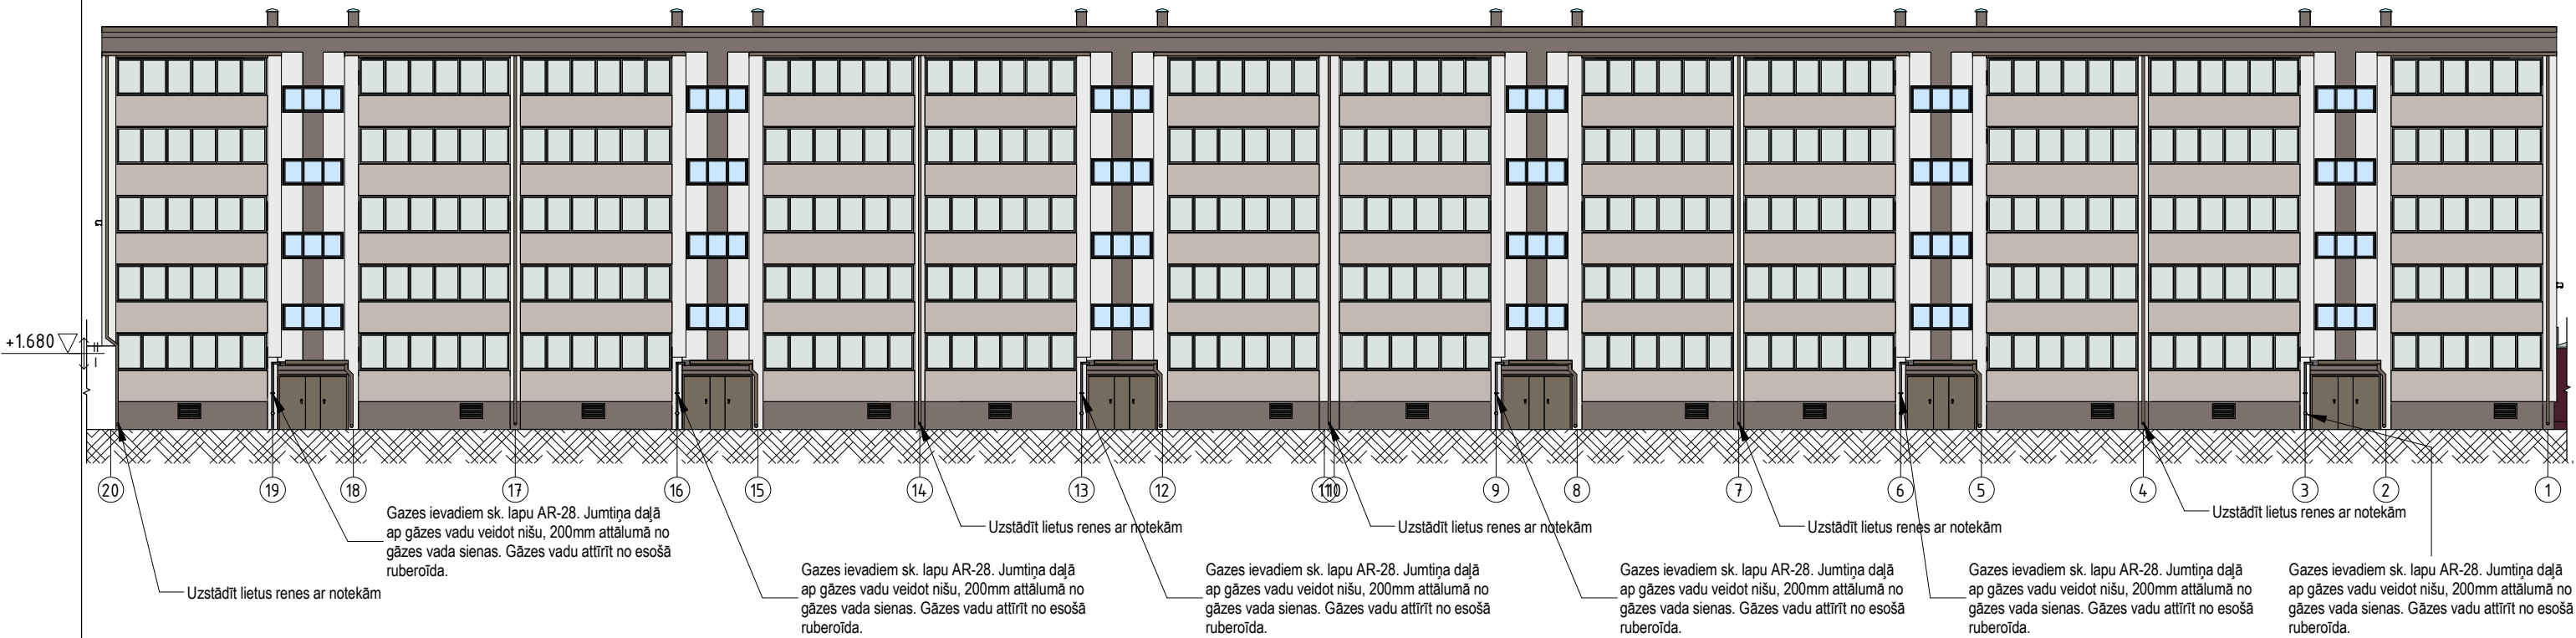 +1.680
20
19
18
17
16
15
14
13
12
11
10
9
8
7
6
5
4
3
2
1
Gazes ievadiem sk. lapu AR-28. Jumtiņa daļā
ap gāzes vadu veidot nišu, 200mm attālumā no
gāzes vada sienas. Gāzes vadu attīrīt no esošā
ruberoīda.
Uzstādīt lietus renes ar notekām
Uzstādīt lietus renes ar notekām
Uzstādīt lietus renes ar notekām
Uzstādīt lietus renes ar notekām
Uzstādīt lietus renes ar notekām
Gazes ievadiem sk. lapu AR-28. Jumtiņa daļā
ap gāzes vadu veidot nišu, 200mm attālumā no
gāzes vada sienas. Gāzes vadu attīrīt no esošā
ruberoīda.
Gazes ievadiem sk. lapu AR-28. Jumtiņa daļā
ap gāzes vadu veidot nišu, 200mm attālumā no
gāzes vada sienas. Gāzes vadu attīrīt no esošā
ruberoīda.
Gazes ievadiem sk. lapu AR-28. Jumtiņa daļā
ap gāzes vadu veidot nišu, 200mm attālumā no
gāzes vada sienas. Gāzes vadu attīrīt no esošā
ruberoīda.
Gazes ievadiem sk. lapu AR-28. Jumtiņa daļā
ap gāzes vadu veidot nišu, 200mm attālumā no
gāzes vada sienas. Gāzes vadu attīrīt no esošā
ruberoīda.
Gazes ievadiem sk. lapu AR-28. Jumtiņa daļā
ap gāzes vadu veidot nišu, 200mm attālumā no
gāzes vada sienas. Gāzes vadu attīrīt no esošā
ruberoīda.